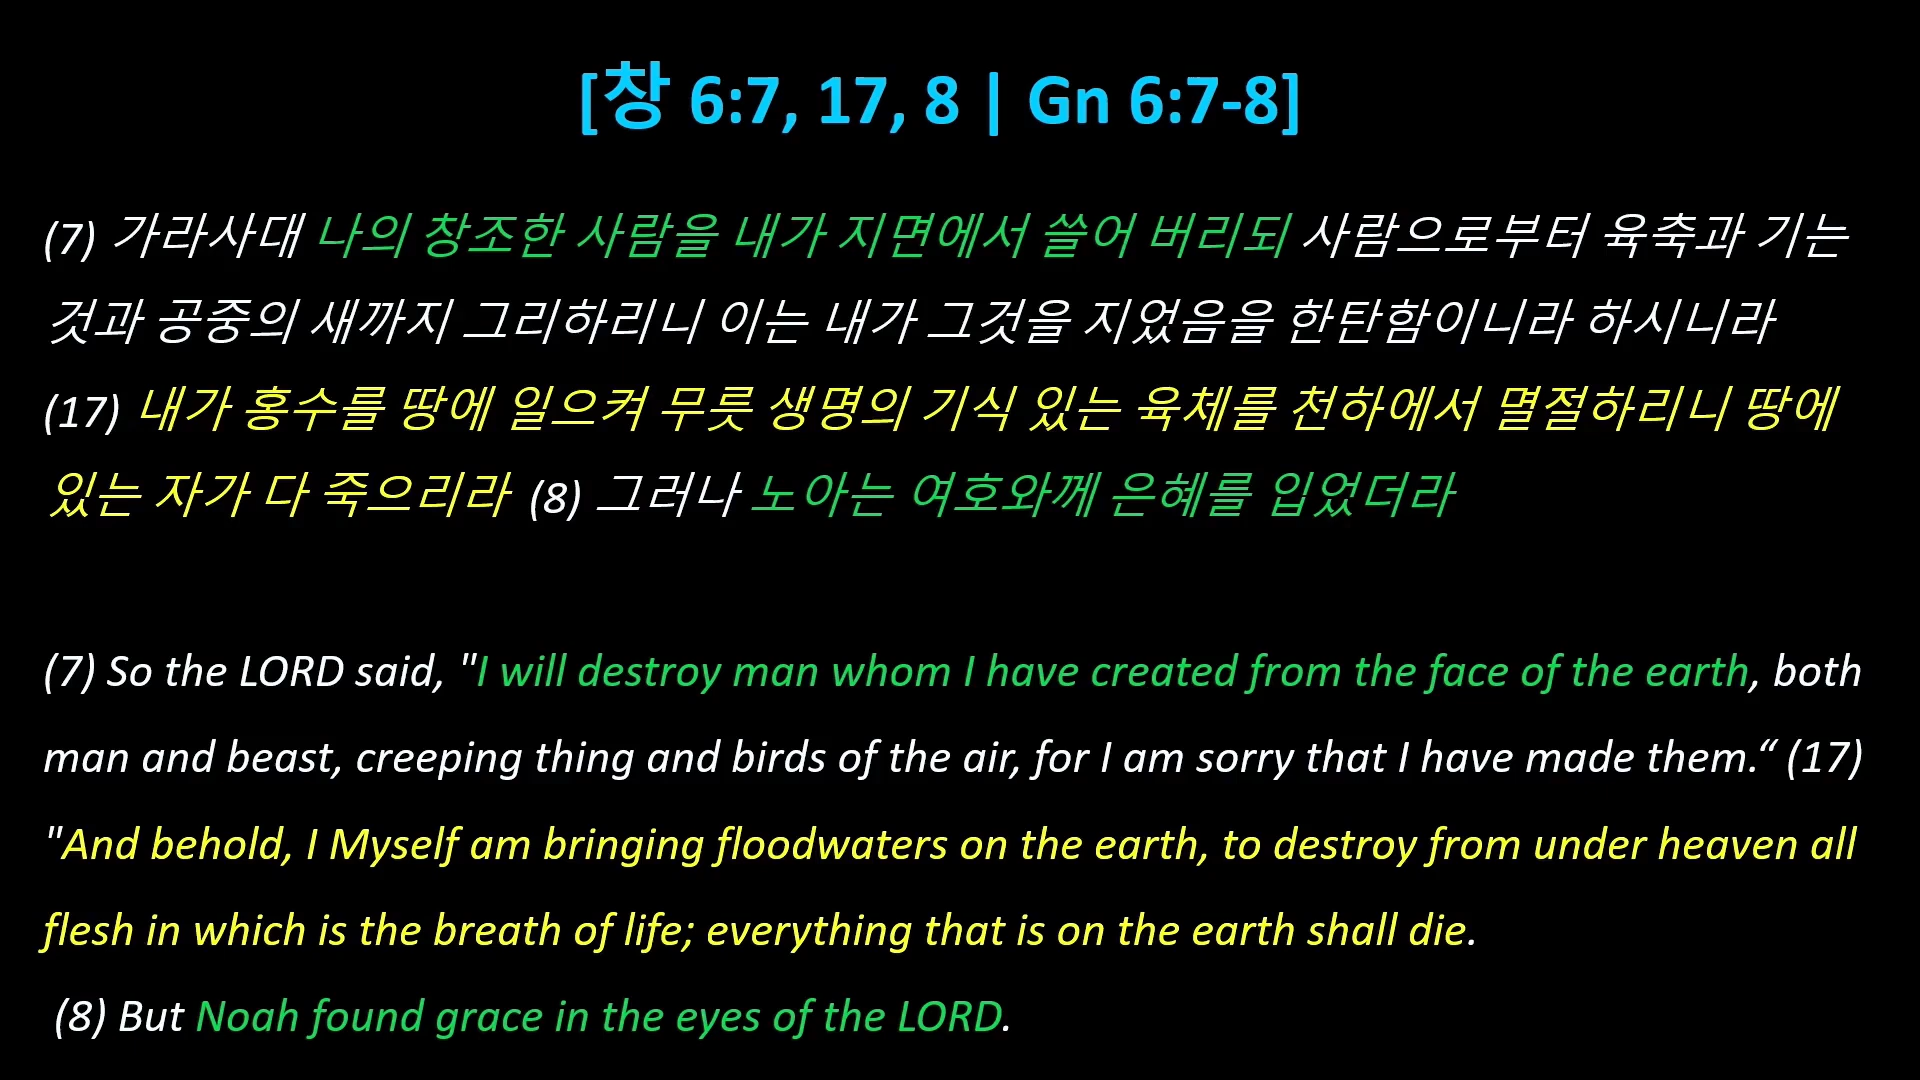 [창 6:7, 17, 8 | Gn 6:7-8]
(7) 가라사대 나의 창조한 사람을 내가 지면에서 쓸어 버리되 사람으로부터 육축과 기는
것과 공중의 새까지 그리하리니 이는 내가 그것을 지었음을 한탄함이니라 하시니라
(17) 내가 홍수를 땅에 일으켜 무릇 생명의 기식 있는 육체를 천하에서 멸절하리니 땅에
있는 자가 다 죽으리라 (8) 그러나 노아는 여호와께 은혜를 입었더라
(7) So the LORD said, "I will destroy man whom I have created from the face of the earth, both
man and beast, creeping thing and birds of the air, for I am sorry that I have made them.“ (17)
"And behold, I Myself am bringing floodwaters on the earth, to destroy from under heaven all
flesh in which is the breath of life; everything that is on the earth shall die.
(8) But Noah found grace in the eyes of the LORD.